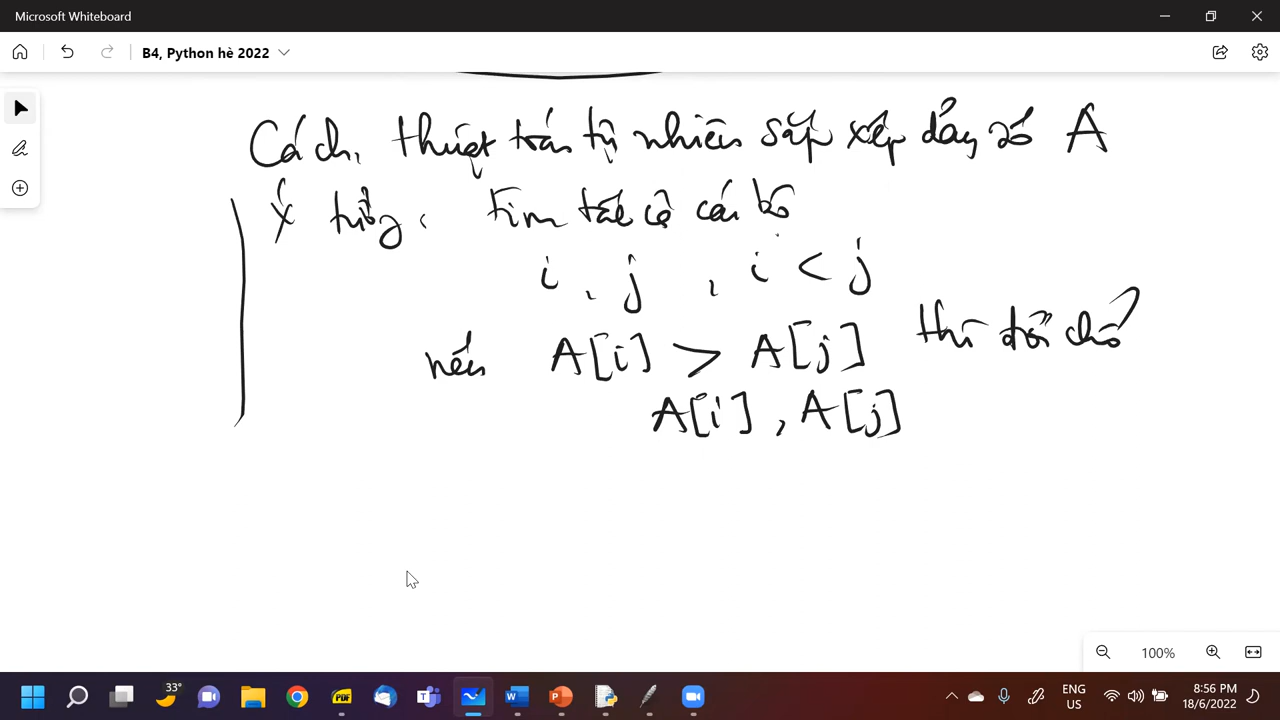 Microsoft Whiteboard
B4, Python hè 2022
Cách, thuật toán tự nhiên sắp xếp dãy số A
Ý tưởng: Tìm tất cả các bộ
i, j, i < j
nếu A[i] > A[j] thì đổi chỗ
A[i], A[j]
100%
33°
PDF
ENG
US
8:56 PM
18/6/2022